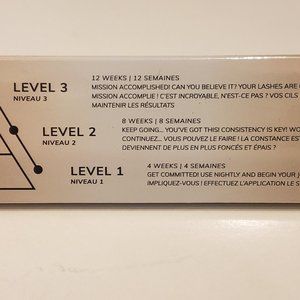 12 WEEKS | 12 SEMAINES
LEVEL 3
NIVEAU 3
MISSION ACCOMPLISHED! CAN YOU BELIEVE IT? YOUR LASHES ARE
MISSION ACCOMPLIE ! C'EST INCROYABLE, N'EST-CE PAS ? VOS CILS
MAINTENIR LES RÉSULTATS
8 WEEKS | 8 SEMAINES
LEVEL 2
NIVEAU 2
KEEP GOING... YOU'VE GOT THIS! CONSISTENCY IS KEY!
CONTINUEZ... VOUS POUVEZ LE FAIRE ! LA CONSTANCE EST
DEVIENNENT DE PLUS EN PLUS FONCÉS ET ÉPAIS ?
4 WEEKS | 4 SEMAINES
LEVEL 1
NIVEAU 1
GET COMMITTED! USE NIGHTLY AND BEGIN YOUR
IMPLIQUEZ-VOUS ! EFFECTUEZ L'APPLICATION LE